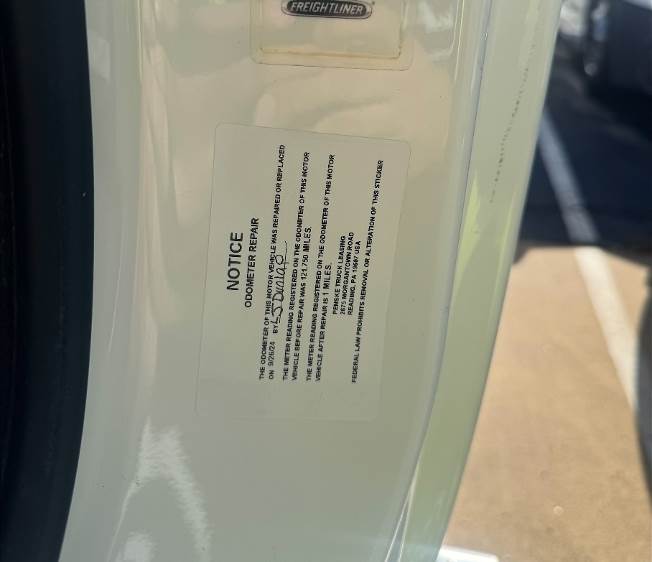 FREIGHTLINER
NOTICE
ODOMETER REPAIR
THE ODOMETER OF THIS MOTOR VEHICLE WAS REPAIRED OR REPLACED
ON 9/26/24 BY LS Dunlap
THE METER READING REGISTERED ON THE ODOMETER OF THIS MOTOR
VEHICLE BEFORE REPAIR WAS 121,750 MILES.
THE METER READING REGISTERED ON THE ODOMETER OF THIS MOTOR
VEHICLE AFTER REPAIR IS 1 MILES.
PENSKE TRUCK LEASING
2675 MORGANTOWN ROAD
READING, PA 19607 USA
FEDERAL LAW PROHIBITS REMOVAL OR ALTERATION OF THIS STICKER